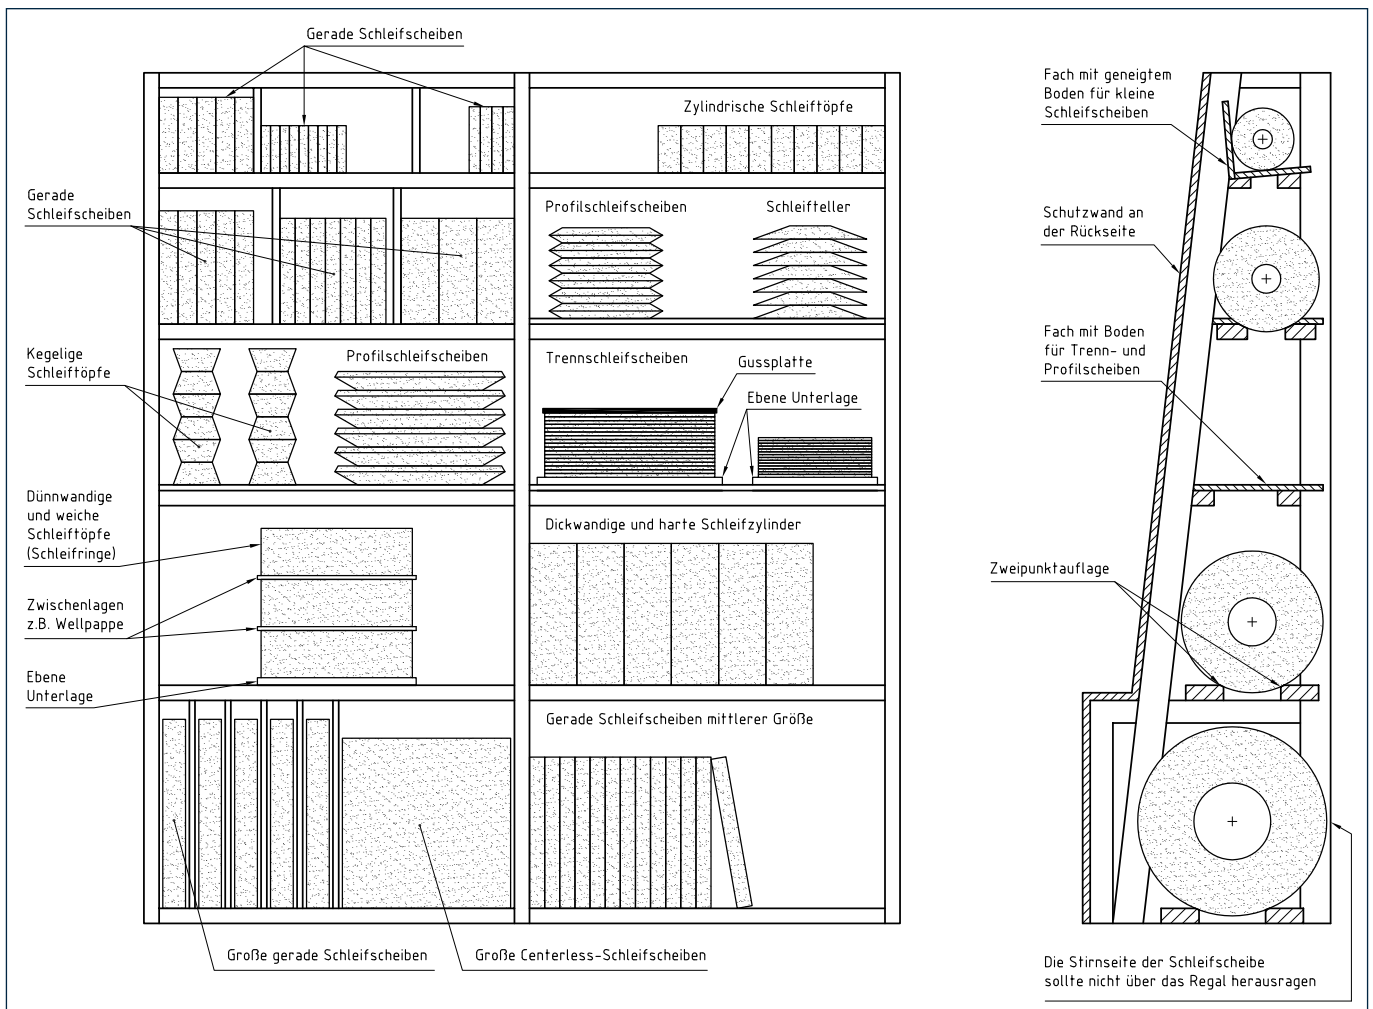 Gerade Schleifscheiben
Zylindrische Schleiftöpfe
Gerade
Schleifscheiben
Profilschleifscheiben
Schleifteller
Kegelige
Schleiftöpfe
Profilschleifscheiben
Trennschleifscheiben
Gussplatte
Ebene Unterlage
Dünnwandige
und weiche
Schleiftöpfe
(Schleifringe)
Dickwandige und harte Schleifzylinder
Zwischenlagen
z.B. Wellpappe
Ebene
Unterlage
Gerade Schleifscheiben mittlerer Größe
Große gerade Schleifscheiben
Große Centerless-Schleifscheiben
Fach mit geneigtem
Boden für kleine
Schleifscheiben
Schutzwand an
der Rückseite
Fach mit Boden
für Trenn- und
Profilscheiben
Zweipunktauflage
Die Stirnseite der Schleifscheibe
sollte nicht über das Regal herausragen